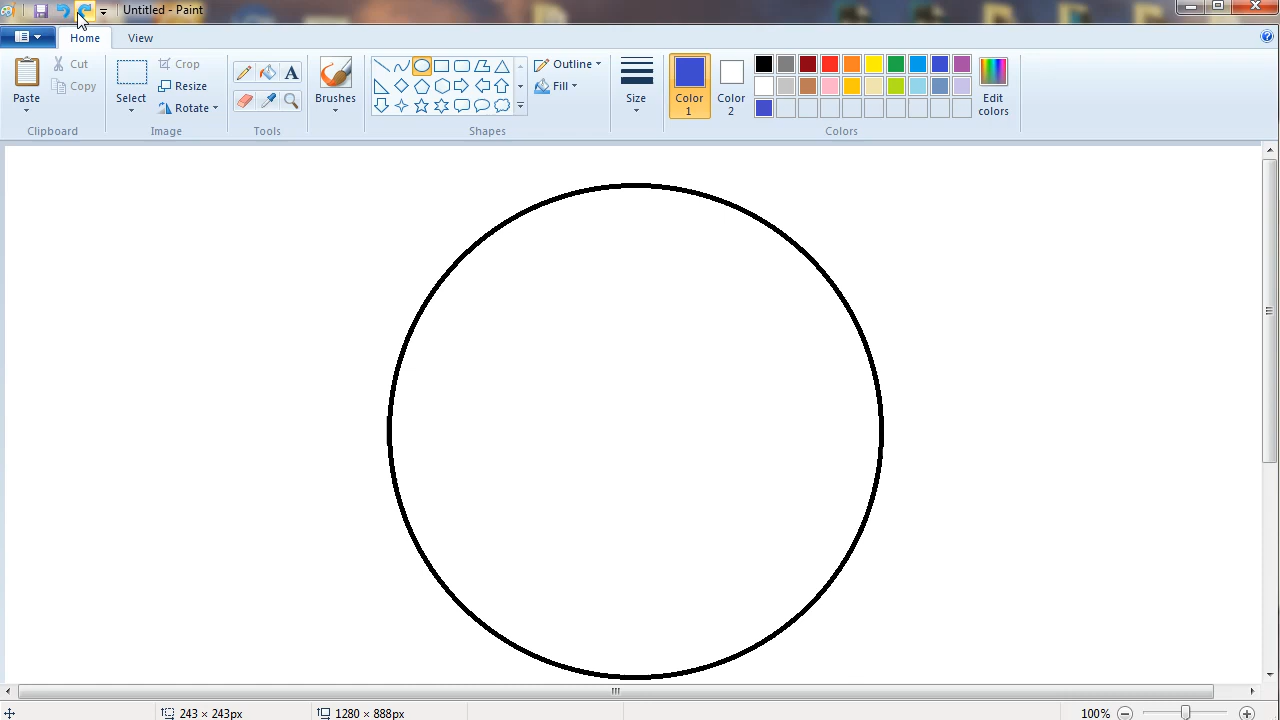 Untitled - Paint
Home View
Paste
Cut
Copy
Clipboard
Select
Crop
Resize
Rotate
Image
A
Tools
Brushes
Outline
Fill
Shapes
Size
Color 1
Color 2
Edit colors
Colors
243 × 243px
1280 × 888px
100%